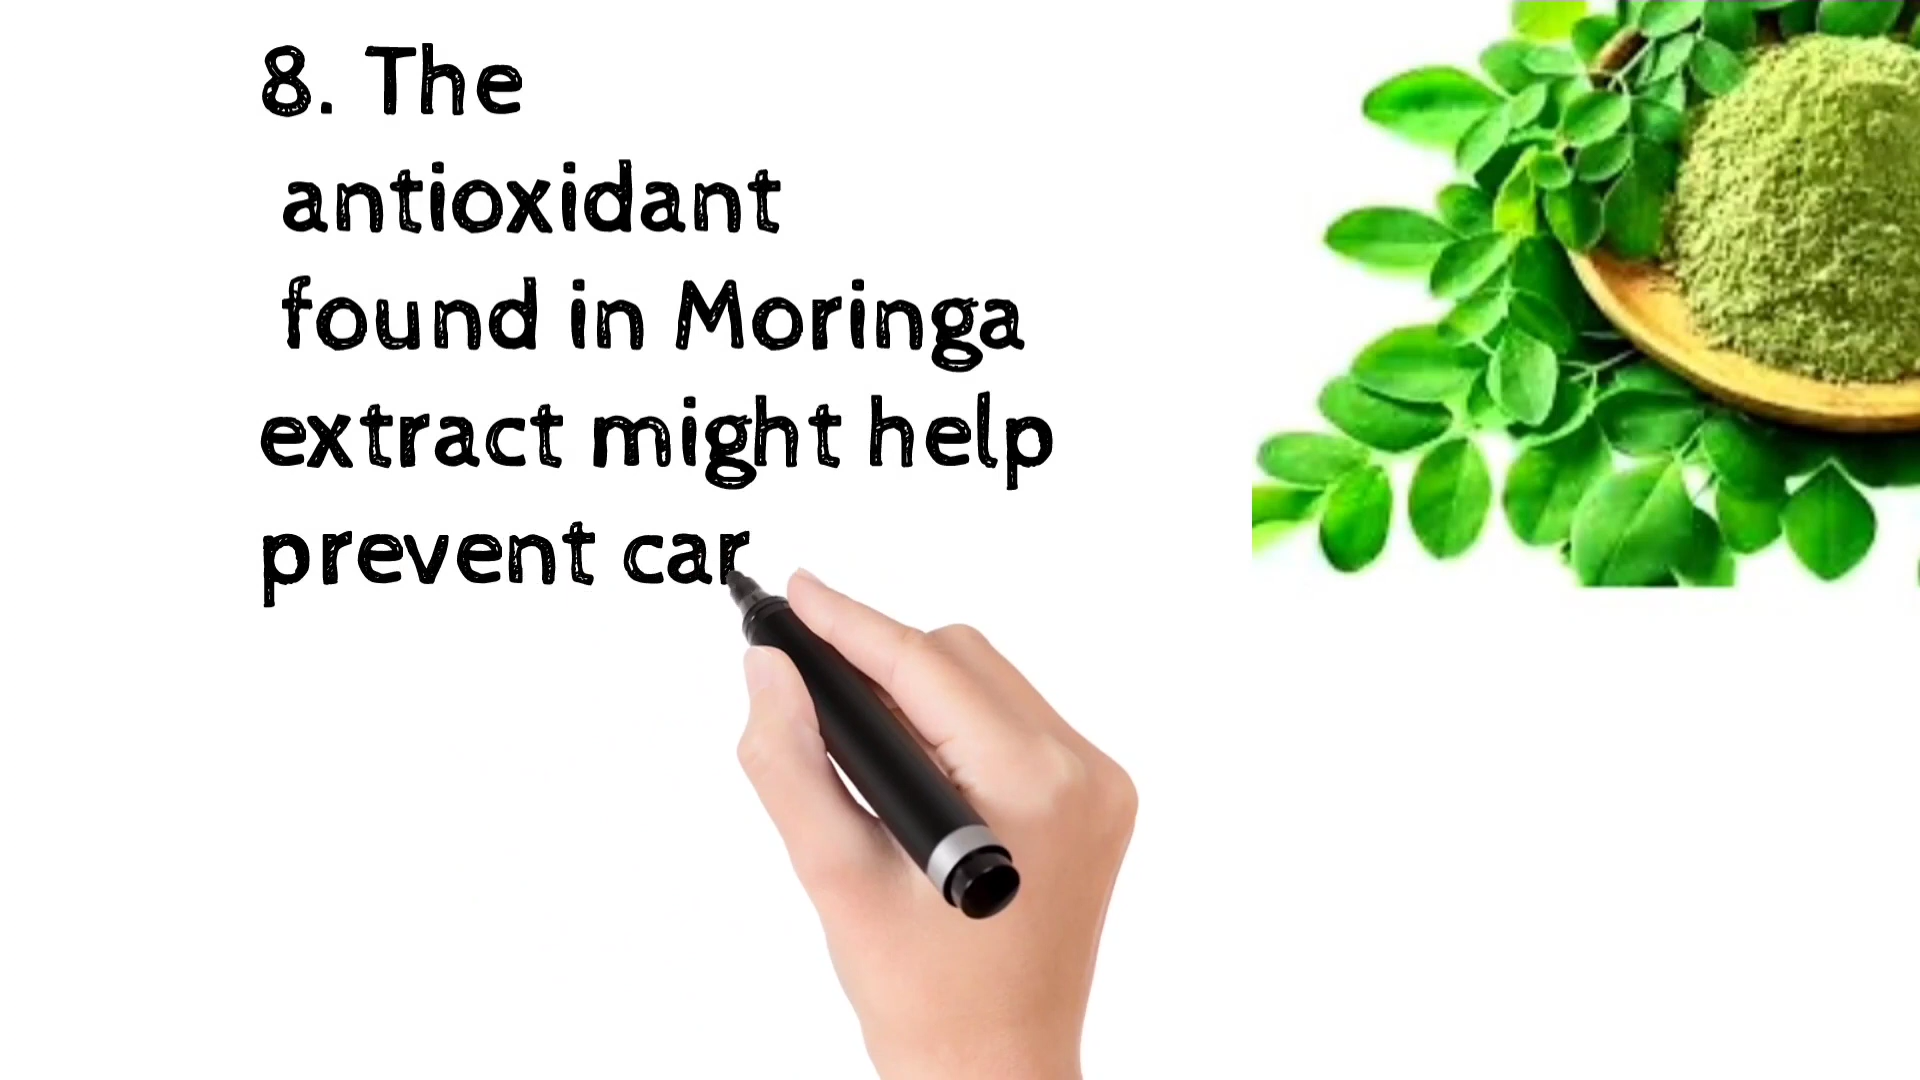 8. The
antioxidant
found in Moringa
extract might help
prevent car